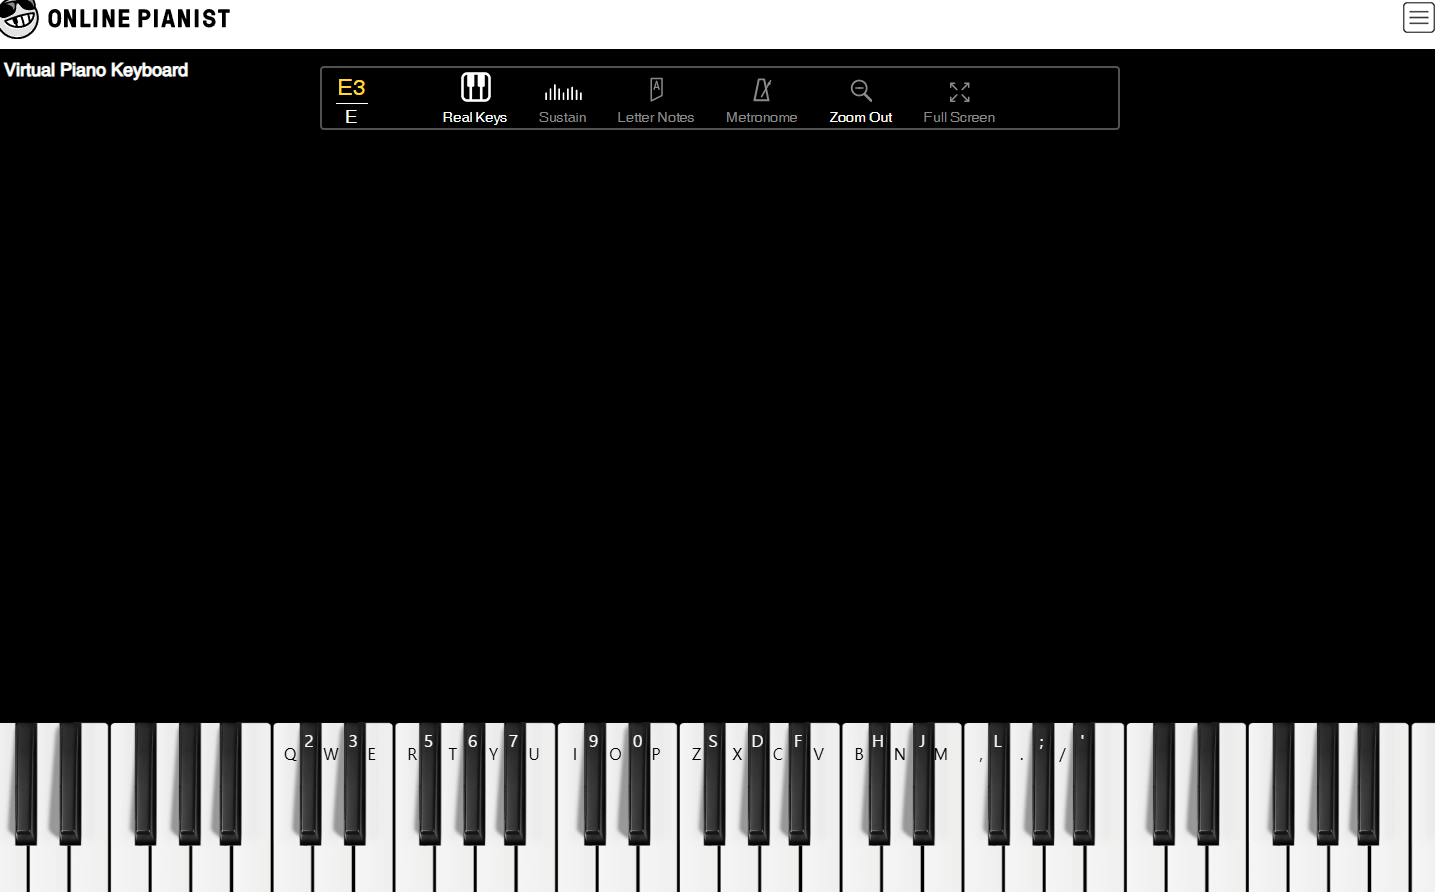 ONLINE PIANIST
Virtual Piano Keyboard
E3
E
A
Real Keys Sustain Letter Notes Metronome Zoom Out Full Screen
2 3 5 6 7 9 0 S D F H J L ; '
Q W E R T Y U I O P Z X C V B N M , . /